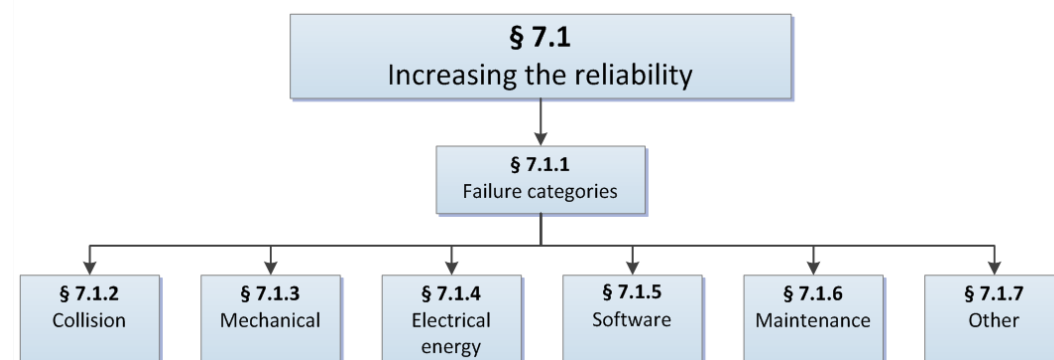 § 7.1
Increasing the reliability
§ 7.1.1
Failure categories
§ 7.1.2
Collision
§ 7.1.3
Mechanical
§ 7.1.4
Electrical
energy
§ 7.1.5
Software
§ 7.1.6
Maintenance
§ 7.1.7
Other